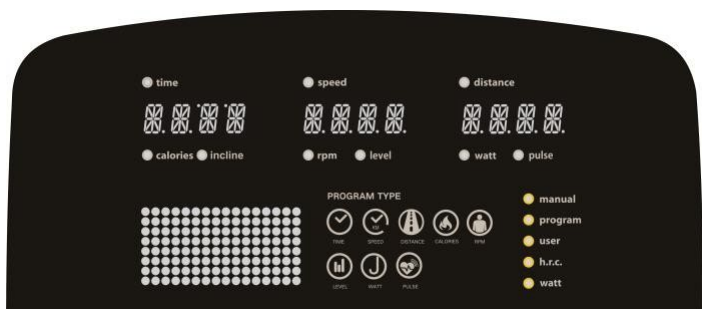 time speed distance
calories incline rpm level watt pulse
PROGRAM TYPE
TIME SPEED DISTANCE CALORIES RPM
LEVEL WATT PULSE
manual
program
user
h.r.c.
watt